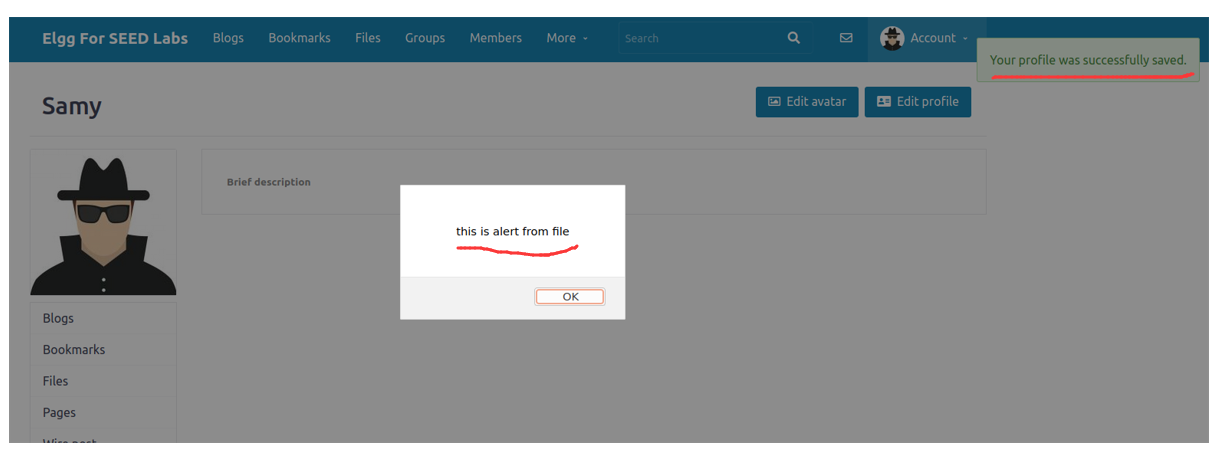 Elgg For SEED Labs Blogs Bookmarks Files Groups Members More Search Account
Your profile was successfully saved.
Samy
Edit avatar Edit profile
Brief description
this is alert from file
OK
Blogs
Bookmarks
Files
Pages